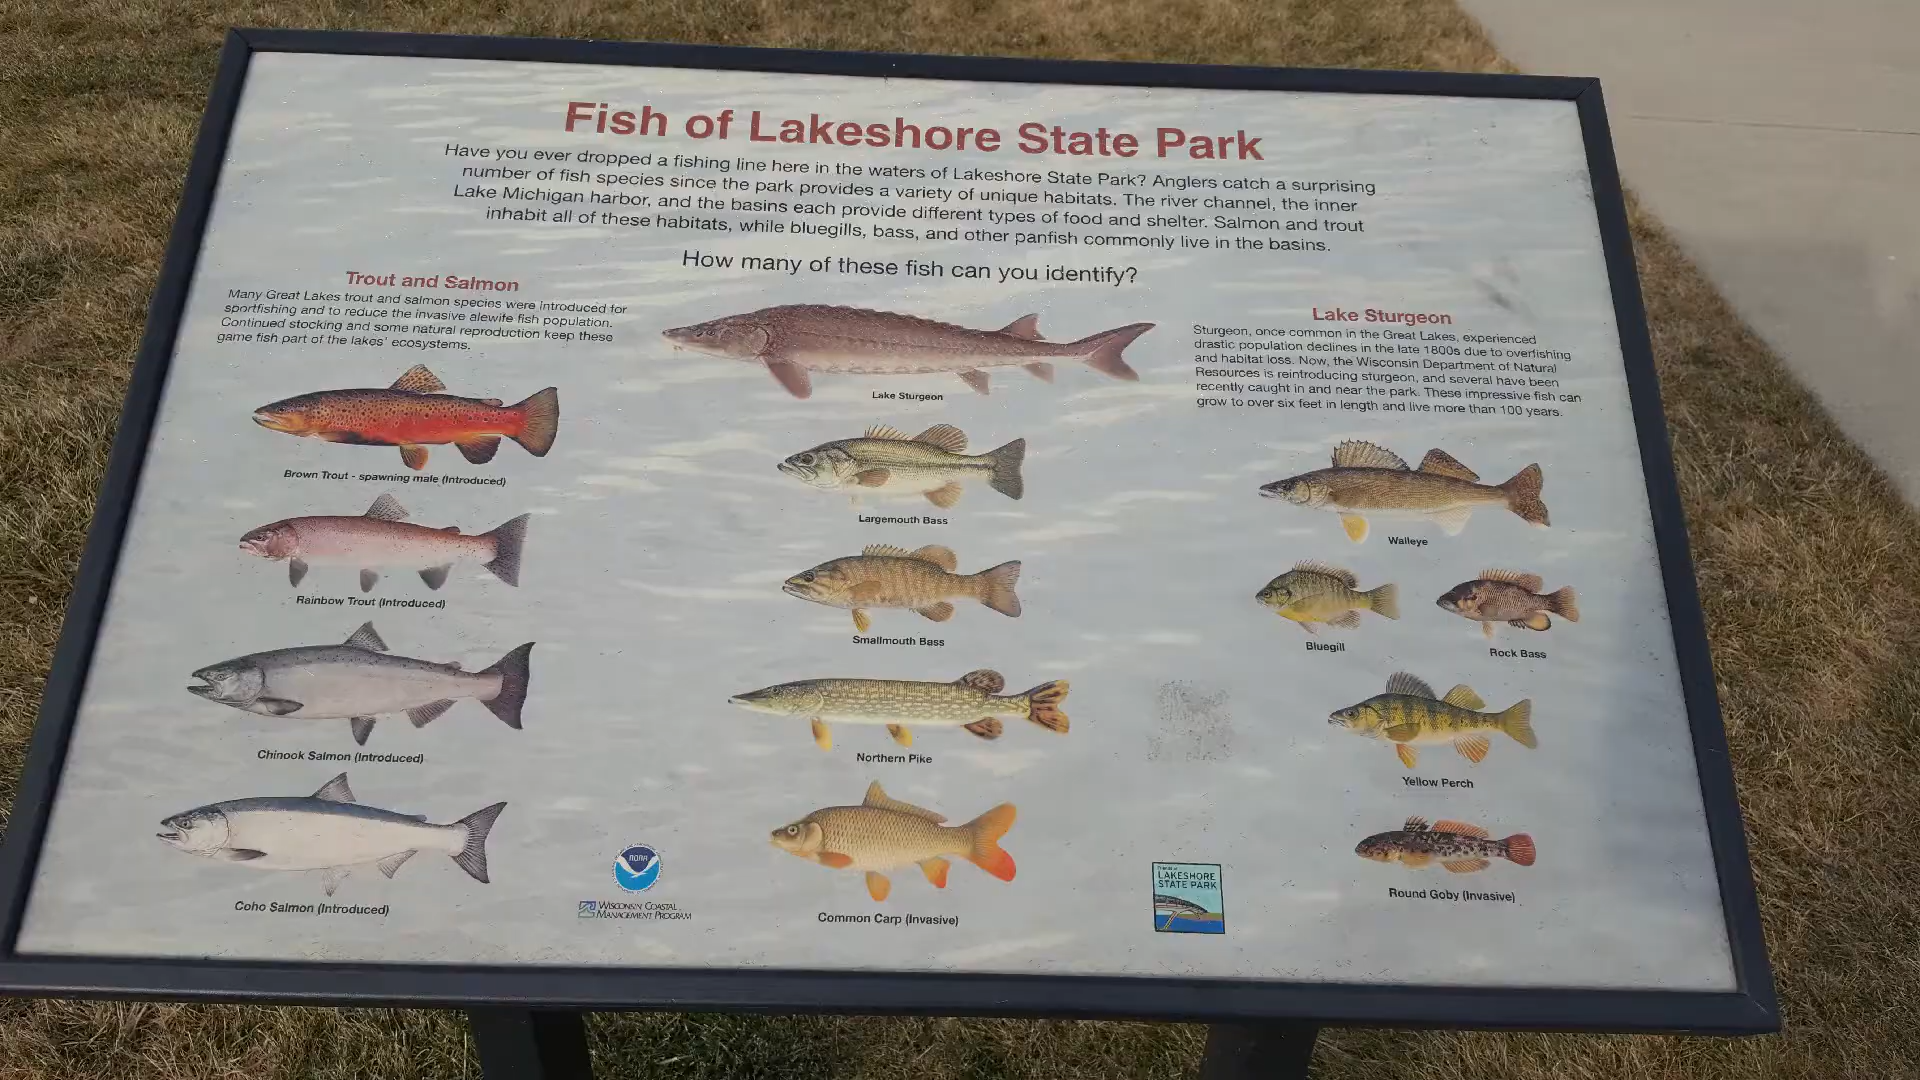 Fish of Lakeshore State Park
Have you ever dropped a fishing line here in the waters of Lakeshore State Park? Anglers catch a surprising
number of fish species since the park provides a variety of unique habitats. The river channel, the inner
Lake Michigan harbor, and the basins each provide different types of food and shelter. Salmon and trout
inhabit all of these habitats, while bluegills, bass, and other panfish commonly live in the basins.
How many of these fish can you identify?
Trout and Salmon
Many Great Lakes trout and salmon species were introduced for
sportfishing and to reduce the invasive alewife fish population.
Continued stocking and some natural reproduction keep these
game fish part of the lakes' ecosystems.
Brown Trout - spawning male (Introduced)
Rainbow Trout (Introduced)
Chinook Salmon (Introduced)
Coho Salmon (Introduced)
Lake Sturgeon
Largemouth Bass
Smallmouth Bass
Northern Pike
Common Carp (Invasive)
Lake Sturgeon
Sturgeon, once common in the Great Lakes, experienced
drastic population declines in the late 1800s due to overfishing
and habitat loss. Now, the Wisconsin Department of Natural
Resources is reintroducing sturgeon, and several have been
recently caught in and near the park. These impressive fish can
grow to over six feet in length and live more than 100 years.
Walleye
Bluegill
Rock Bass
Yellow Perch
Round Goby (Invasive)
NOAA
Wisconsin Coastal
Management Program
LAKESHORE
STATE PARK